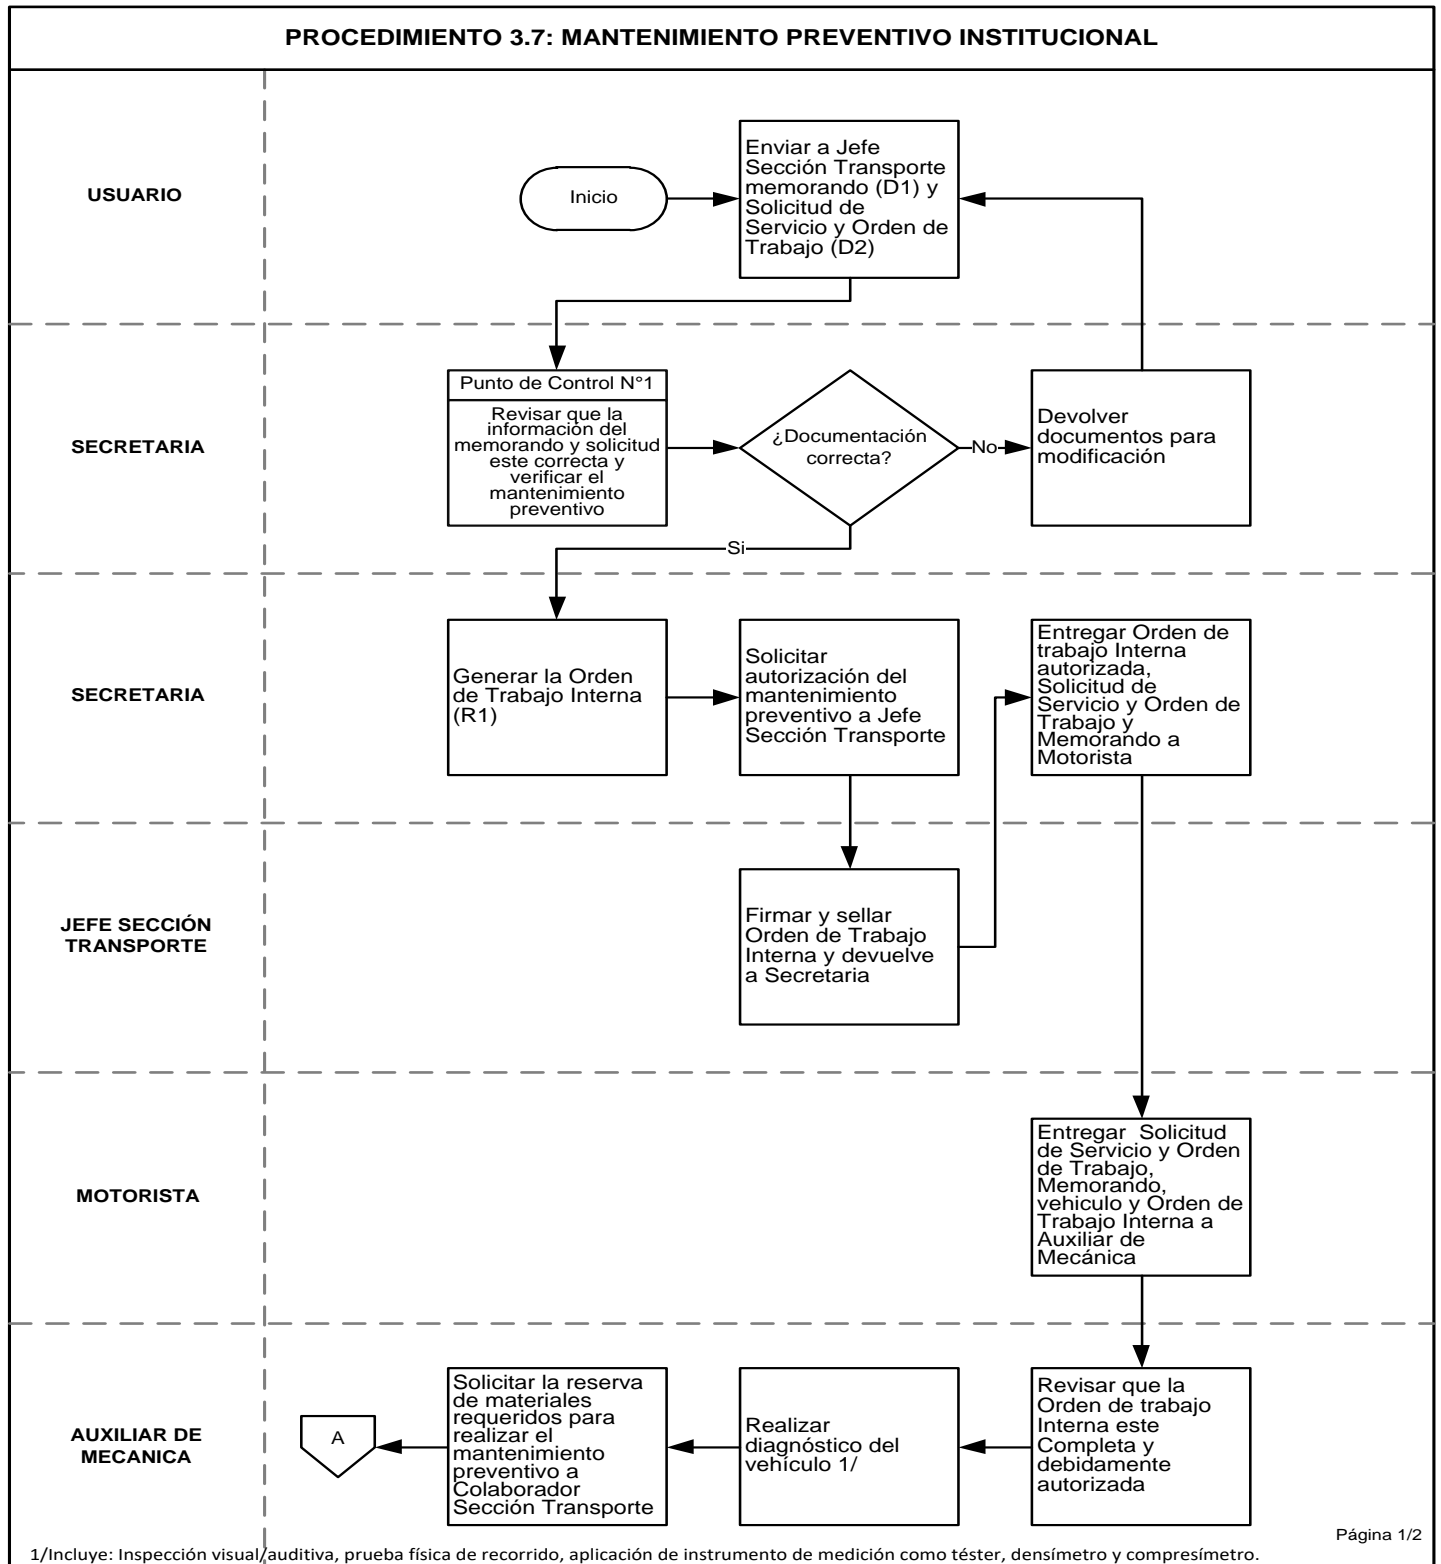 PROCEDIMIENTO 3.7: MANTENIMIENTO PREVENTIVO INSTITUCIONAL
USUARIO
Inicio
Enviar a Jefe
Sección Transporte
memorando (D1) y
Solicitud de
Servicio y Orden de
Trabajo (D2)
SECRETARIA
Punto de Control N°1
Revisar que la
información del
memorando y solicitud
este correcta y
verificar el
mantenimiento
preventivo
¿Documentación
correcta?
No
Devolver
documentos para
modificación
Si
SECRETARIA
Generar la Orden
de Trabajo Interna
(R1)
Solicitar
autorización del
mantenimiento
preventivo a Jefe
Sección Transporte
Entregar Orden de
trabajo Interna
autorizada,
Solicitud de
Servicio y Orden de
Trabajo y
Memorando a
Motorista
JEFE SECCIÓN
TRANSPORTE
Firmar y sellar
Orden de Trabajo
Interna y devuelve
a Secretaria
MOTORISTA
Entregar Solicitud
de Servicio y Orden
de Trabajo,
Memorando,
vehiculo y Orden de
Trabajo Interna a
Auxiliar de
Mecánica
AUXILIAR DE
MECANICA
A
Solicitar la reserva
de materiales
requeridos para
realizar el
mantenimiento
preventivo a
Colaborador
Sección Transporte
Realizar
diagnóstico del
vehículo 1/
Revisar que la
Orden de trabajo
Interna este
Completa y
debidamente
autorizada
Página 1/2
1/Incluye: Inspección visual/auditiva, prueba física de recorrido, aplicación de instrumento de medición como téster, densímetro y compresímetro.